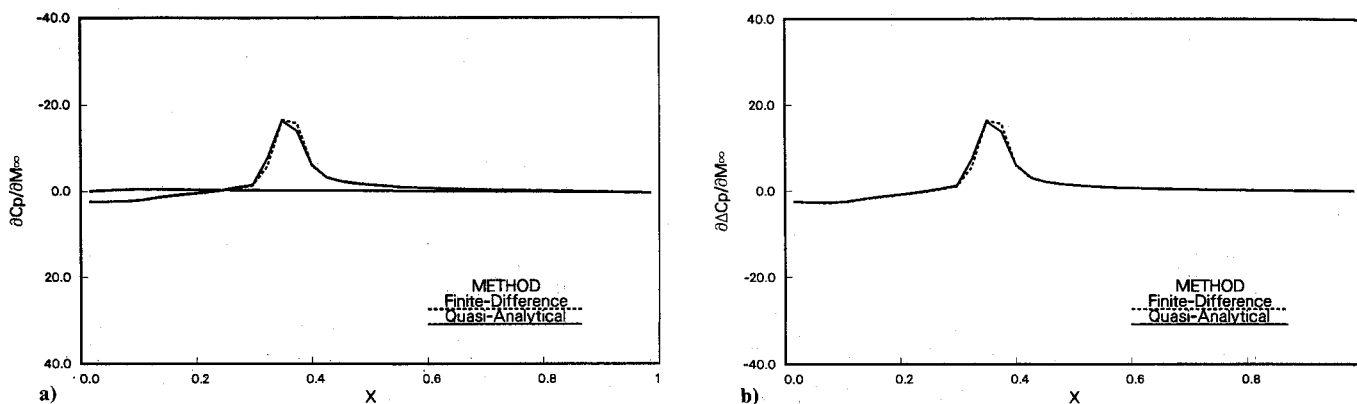 -40.0
-20.0
0.0
20.0
40.0
∂Cp/∂M∞
METHOD
Finite-Difference
Quasi-Analytical
0.0
0.2
0.4
0.6
0.8
1
X
a)
40.0
20.0
0.0
-20.0
-40.0
∂ΔCp/∂M∞
METHOD
Finite-Difference
Quasi-Analytical
0.0
0.2
0.4
0.6
0.8
X
b)